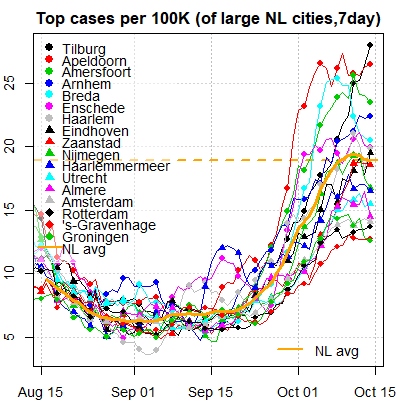 Top cases per 100K (of large NL cities,7day)
Tilburg
Apeldoorn
Amersfoort
Arnhem
Breda
Enschede
Haarlem
Eindhoven
Zaanstad
Nijmegen
Haarlemmermeer
Utrecht
Almere
Amsterdam
Rotterdam
's-Gravenhage
Groningen
NL avg
25
20
15
10
5
NL avg
Aug 15
Sep 01
Sep 15
Oct 01
Oct 15